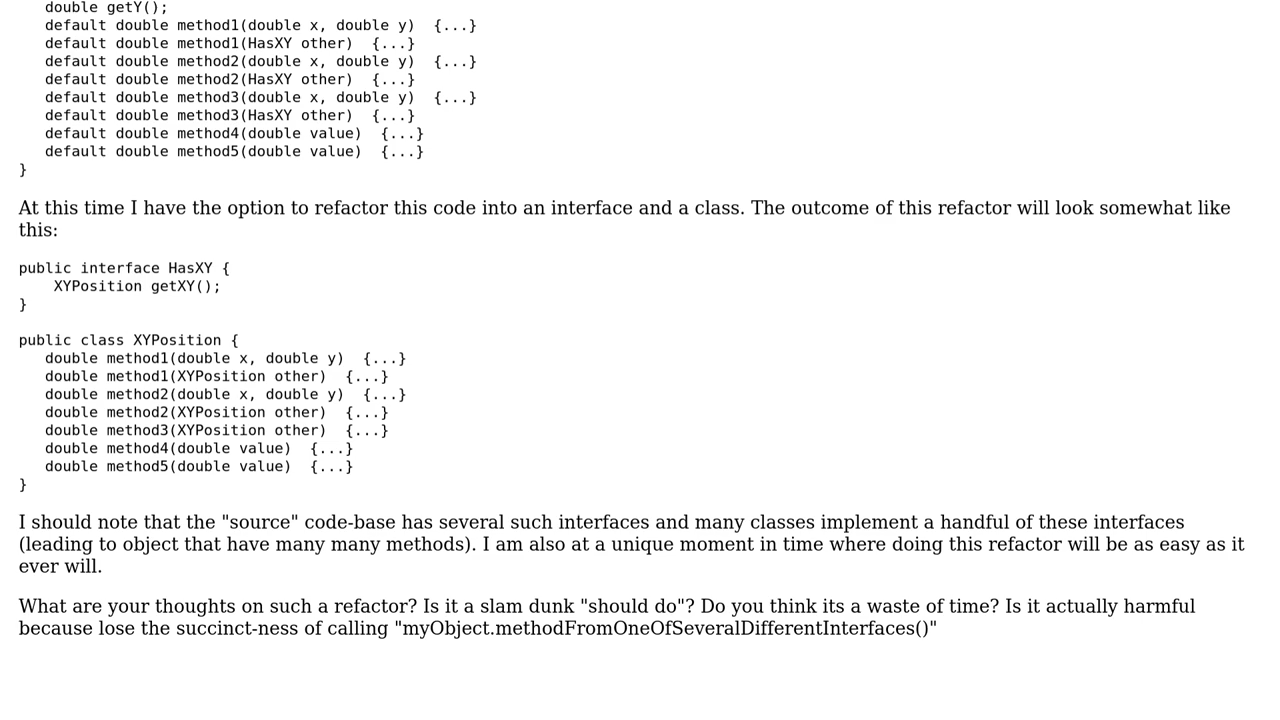 double getY();
default double method1(double x, double y)  {...}
default double method1(HasXY other)  {...}
default double method2(double x, double y)  {...}
default double method2(HasXY other)  {...}
default double method3(double x, double y)  {...}
default double method3(HasXY other)  {...}
default double method4(double value)  {...}
default double method5(double value)  {...}
}
At this time I have the option to refactor this code into an interface and a class. The outcome of this refactor will look somewhat like
this:
public interface HasXY {
XYPosition getXY();
}
public class XYPosition {
double method1(double x, double y)  {...}
double method1(XYPosition other)  {...}
double method2(double x, double y)  {...}
double method2(XYPosition other)  {...}
double method3(XYPosition other)  {...}
double method4(double value)  {...}
double method5(double value)  {...}
}
I should note that the "source" code-base has several such interfaces and many classes implement a handful of these interfaces
(leading to object that have many many methods). I am also at a unique moment in time where doing this refactor will be as easy as it
ever will.
What are your thoughts on such a refactor? Is it a slam dunk "should do"? Do you think its a waste of time? Is it actually harmful
because lose the succinct-ness of calling "myObject.methodFromOneOfSeveralDifferentInterfaces()"